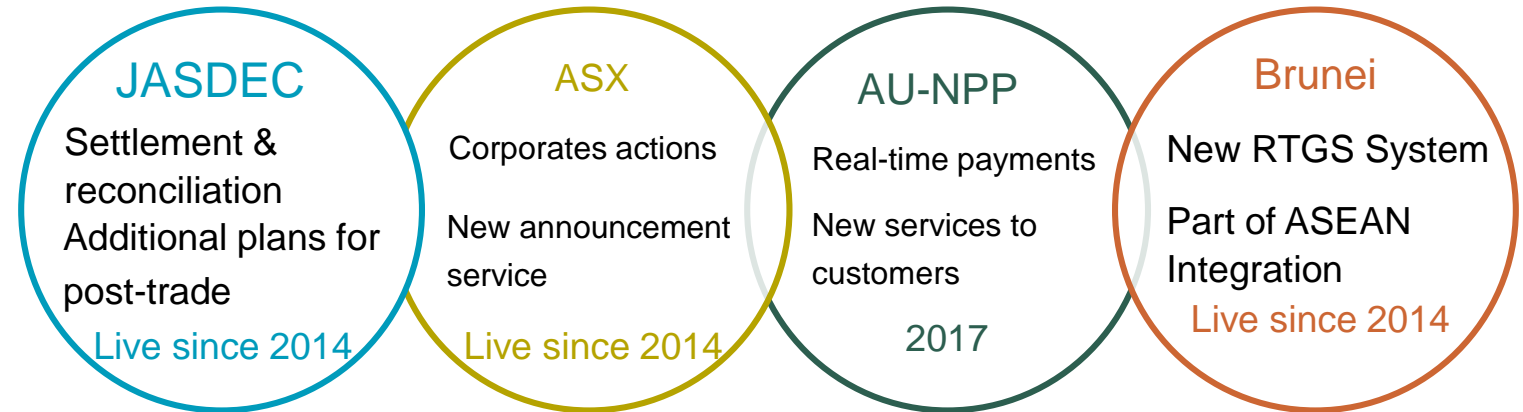 JASDEC
Settlement &
reconciliation
Additional plans for
post-trade
Live since 2014
ASX
Corporates actions
New announcement
service
Live since 2014
AU-NPP
Real-time payments
New services to
customers
2017
Brunei
New RTGS System
Part of ASEAN
Integration
Live since 2014